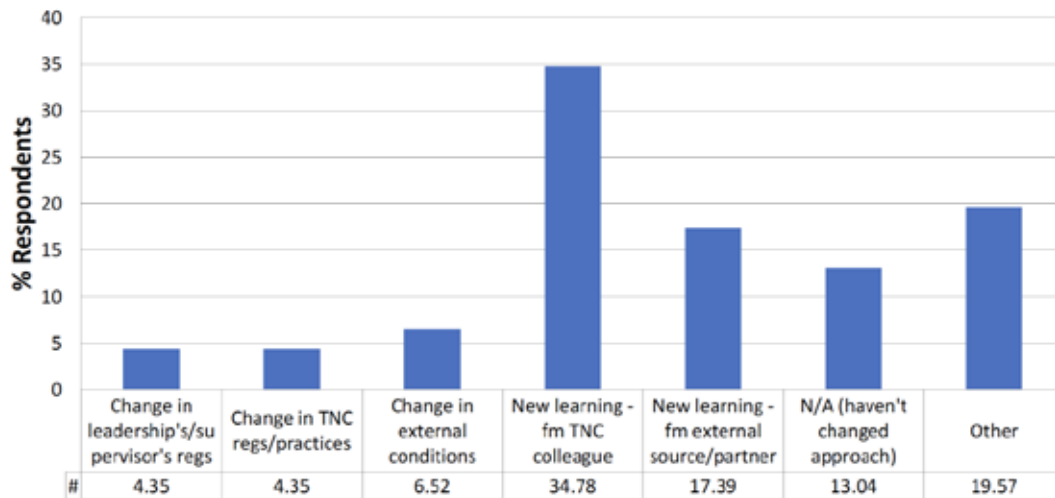 40
35
30
25
20
15
10
5
0
% Respondents
Change in
leadership's/su
pervisor's regs
Change in TNC
regs/practices
Change in
external
conditions
New learning -
fm TNC
colleague
New learning -
fm external
source/partner
N/A (haven't
changed
approach)
Other
# 4.35 4.35 6.52 34.78 17.39 13.04 19.57